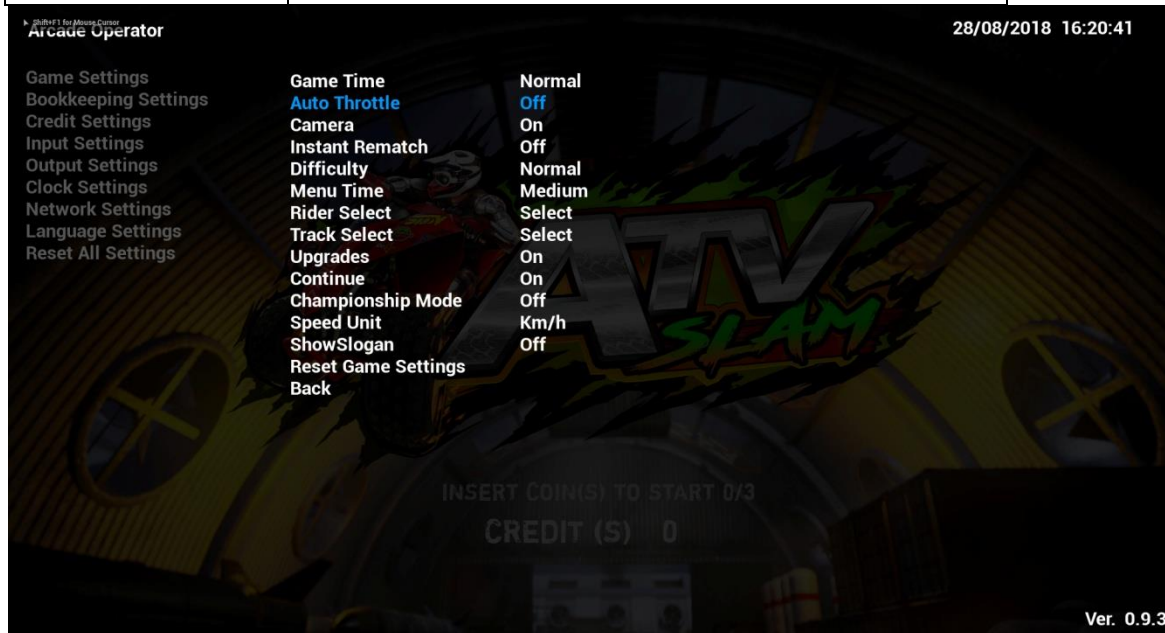 Shift+F1 for Mouse Cursor
Arcade Operator
28/08/2018 16:20:41
Game Settings
Bookkeeping Settings
Credit Settings
Input Settings
Output Settings
Clock Settings
Network Settings
Language Settings
Reset All Settings
Game Time Normal
Auto Throttle Off
Camera On
Instant Rematch Off
Difficulty Normal
Menu Time Medium
Rider Select Select
Track Select Select
Upgrades On
Continue On
Championship Mode Off
Speed Unit Km/h
ShowSlogan Off
Reset Game Settings
Back
ATV
SLAM
INSERT COIN(S) TO START 0/3
CREDIT (S) 0
Ver. 0.9.3